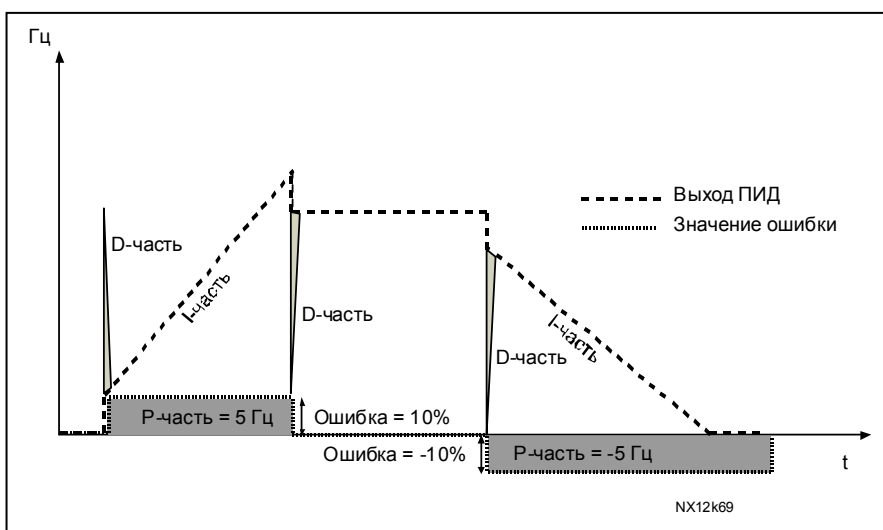 Гц
Выход ПИД
Значение ошибки
D-часть
I-часть
D-часть
I-часть
D-часть
P-часть = 5 Гц
Ошибка = 10%
Ошибка = -10%
P-часть = -5 Гц
t
NX12k69